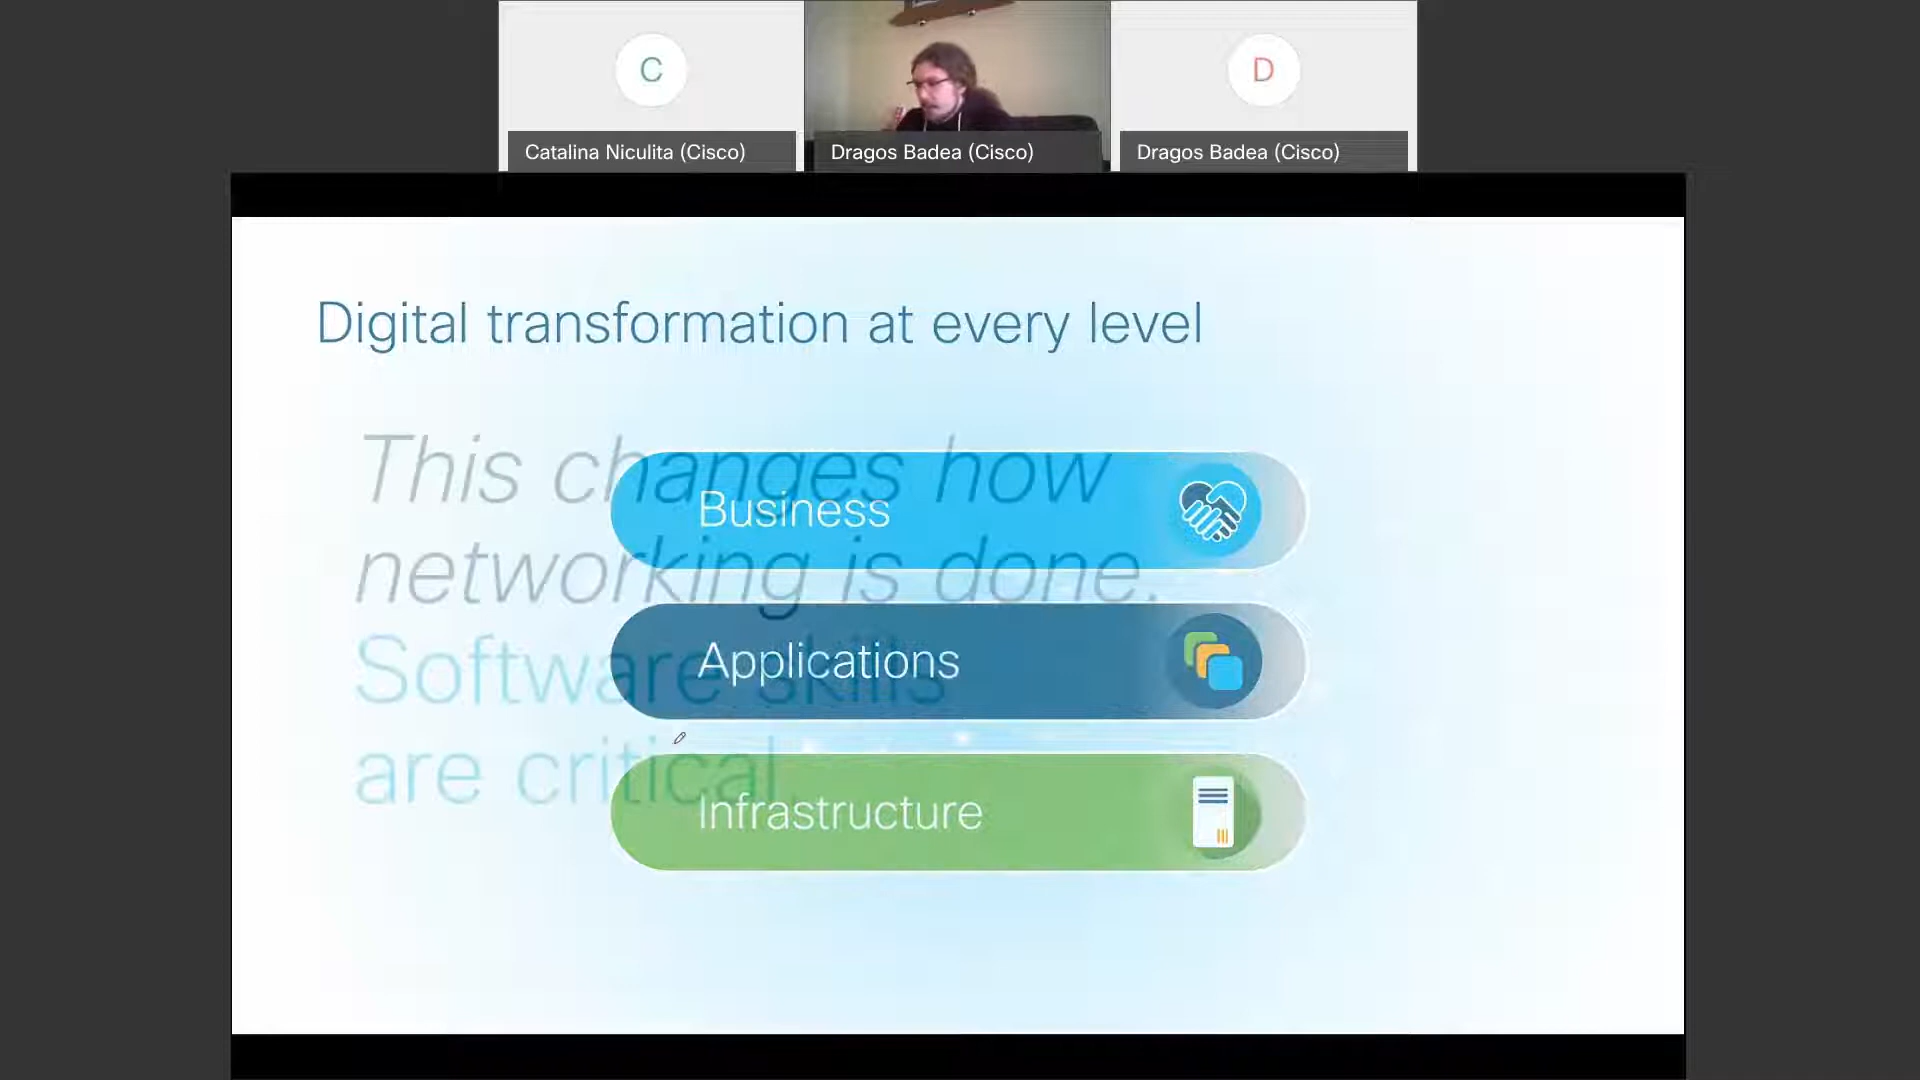 C
D
Catalina Niculita (Cisco)
Dragos Badea (Cisco)
Dragos Badea (Cisco)
Digital transformation at every level
This changes how
networking is done.
Software skills
are critical.
Business
Applications
Infrastructure